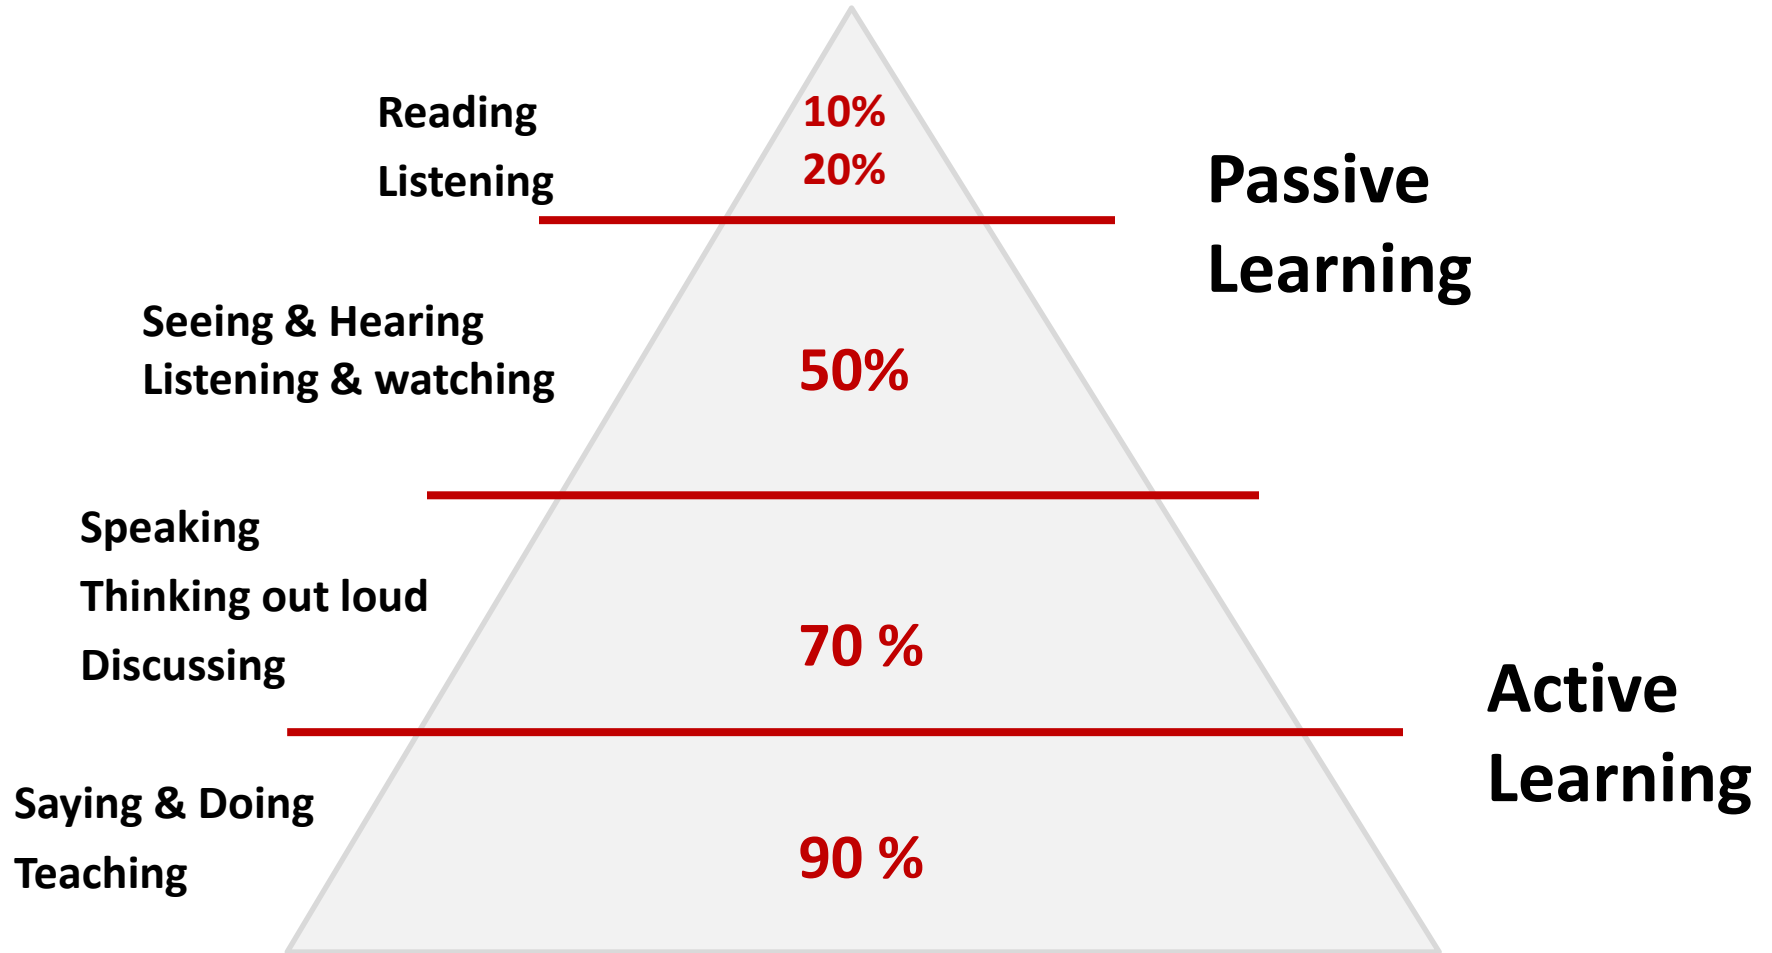 Reading
10%
Listening
20%
Passive
Learning
Seeing & Hearing
Listening & watching
50%
Speaking
Thinking out loud
Discussing
70 %
Active
Learning
Saying & Doing
Teaching
90 %